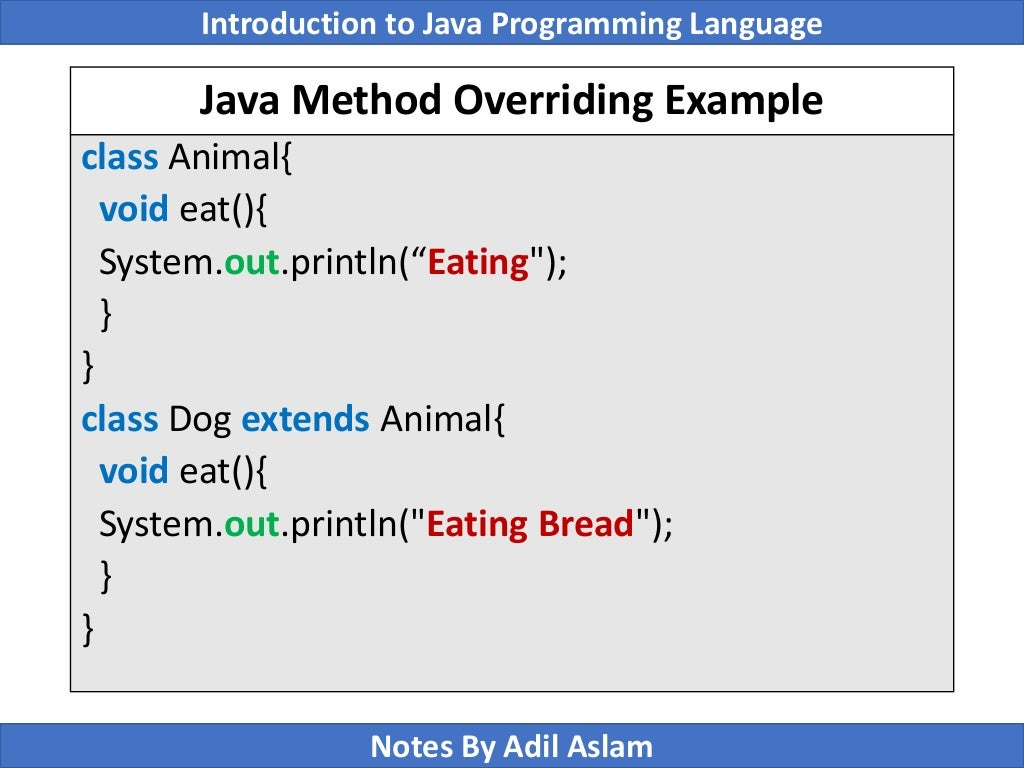 Introduction to Java Programming Language
Java Method Overriding Example
class Animal{
void eat(){
System.out.println(“Eating");
}
}
class Dog extends Animal{
void eat(){
System.out.println("Eating Bread");
}
}
Notes By Adil Aslam